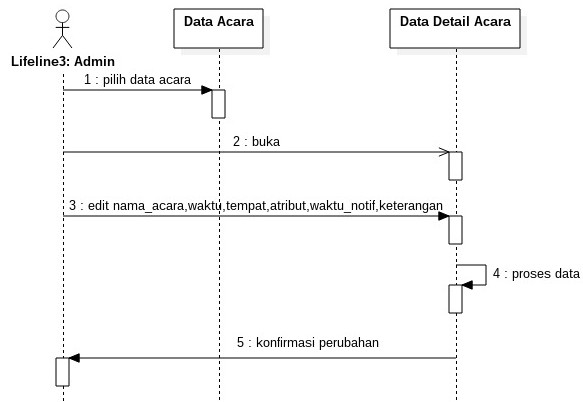 Data Acara
Data Detail Acara
Lifeline3: Admin
1 : pilih data acara
2 : buka
3 : edit nama_acara,waktu,tempat,atribut,waktu_notif,keterangan
4 : proses data
5 : konfirmasi perubahan